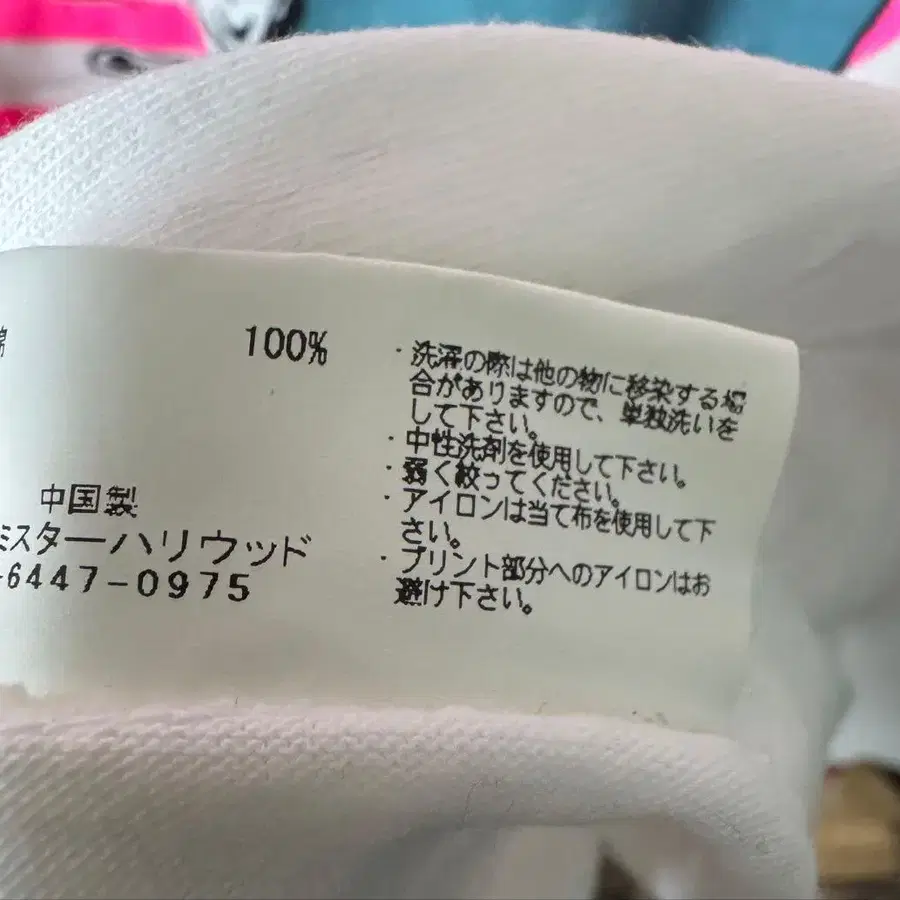 綿 100%
中国製
ミスターハリウッド
-6447-0975
・洗濯の際は他の物に移染する場
合がありますので、単独洗いを
して下さい。
・中性洗剤を使用して下さい。
・弱く絞ってください。
・アイロンは当て布を使用して下
さい。
・プリント部分へのアイロンはお
避け下さい。